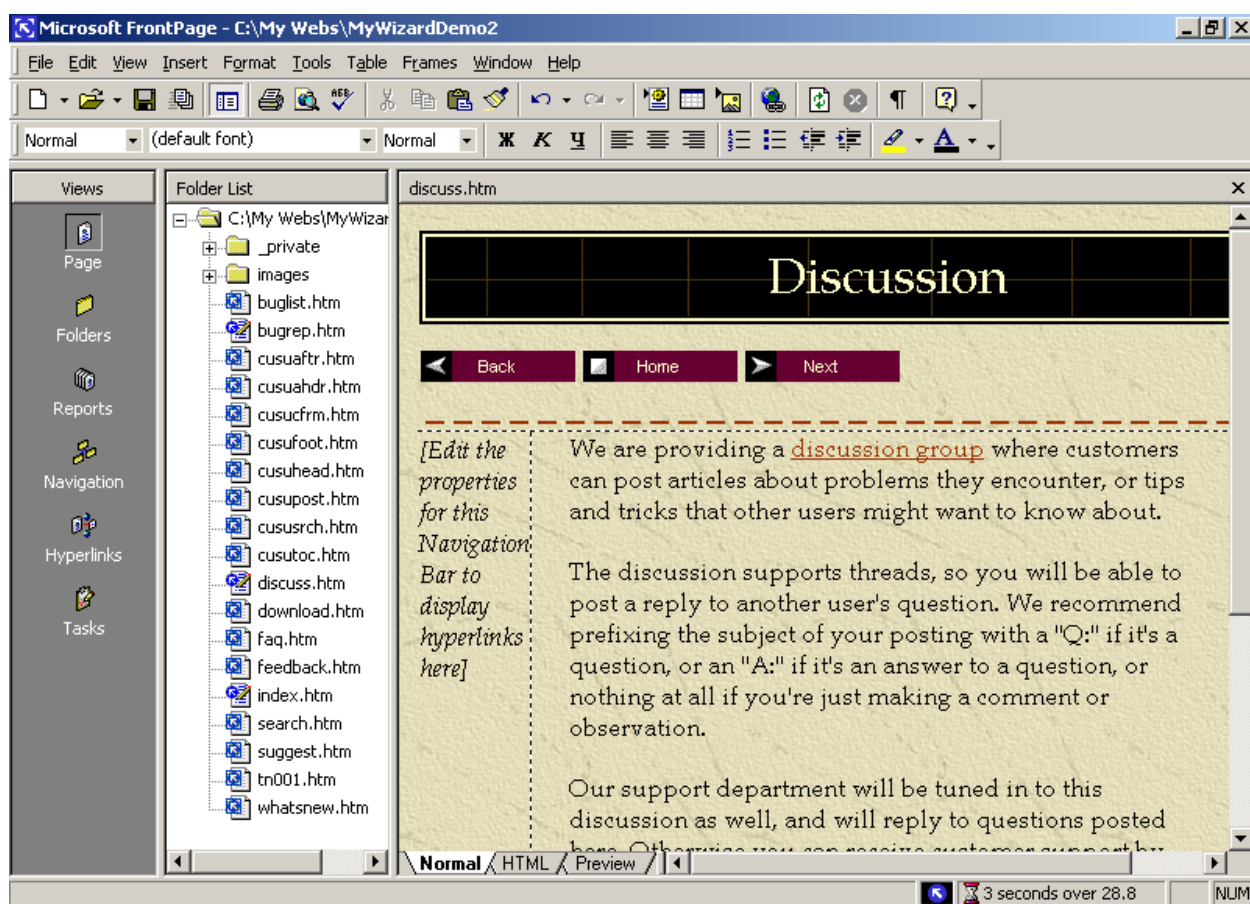 Microsoft FrontPage - C:\My Webs\MyWizardDemo2
File Edit View Insert Format Tools Table Frames Window Help
Normal (default font) Normal Ж К Ч A
Views
Page
Folders
Reports
Navigation
Hyperlinks
Tasks
Folder List
C:\My Webs\MyWizar
_private
images
buglist.htm
bugrep.htm
cusuaftr.htm
cusuahdr.htm
cusucfrm.htm
cusufoot.htm
cusuhead.htm
cusupost.htm
cususrch.htm
cusutoc.htm
discuss.htm
download.htm
faq.htm
feedback.htm
index.htm
search.htm
suggest.htm
tn001.htm
whatsnew.htm
discuss.htm
Discussion
Back Home Next
[Edit the
properties
for this
Navigation
Bar to
display
hyperlinks
here]
We are providing a discussion group where customers
can post articles about problems they encounter, or tips
and tricks that other users might want to know about.
The discussion supports threads, so you will be able to
post a reply to another user's question. We recommend
prefixing the subject of your posting with a "Q:" if it's a
question, or an "A:" if it's an answer to a question, or
nothing at all if you're just making a comment or
observation.
Our support department will be tuned in to this
discussion as well, and will reply to questions posted
here. Otherwise you can receive customer support by
Normal HTML Preview
3 seconds over 28.8 NUM